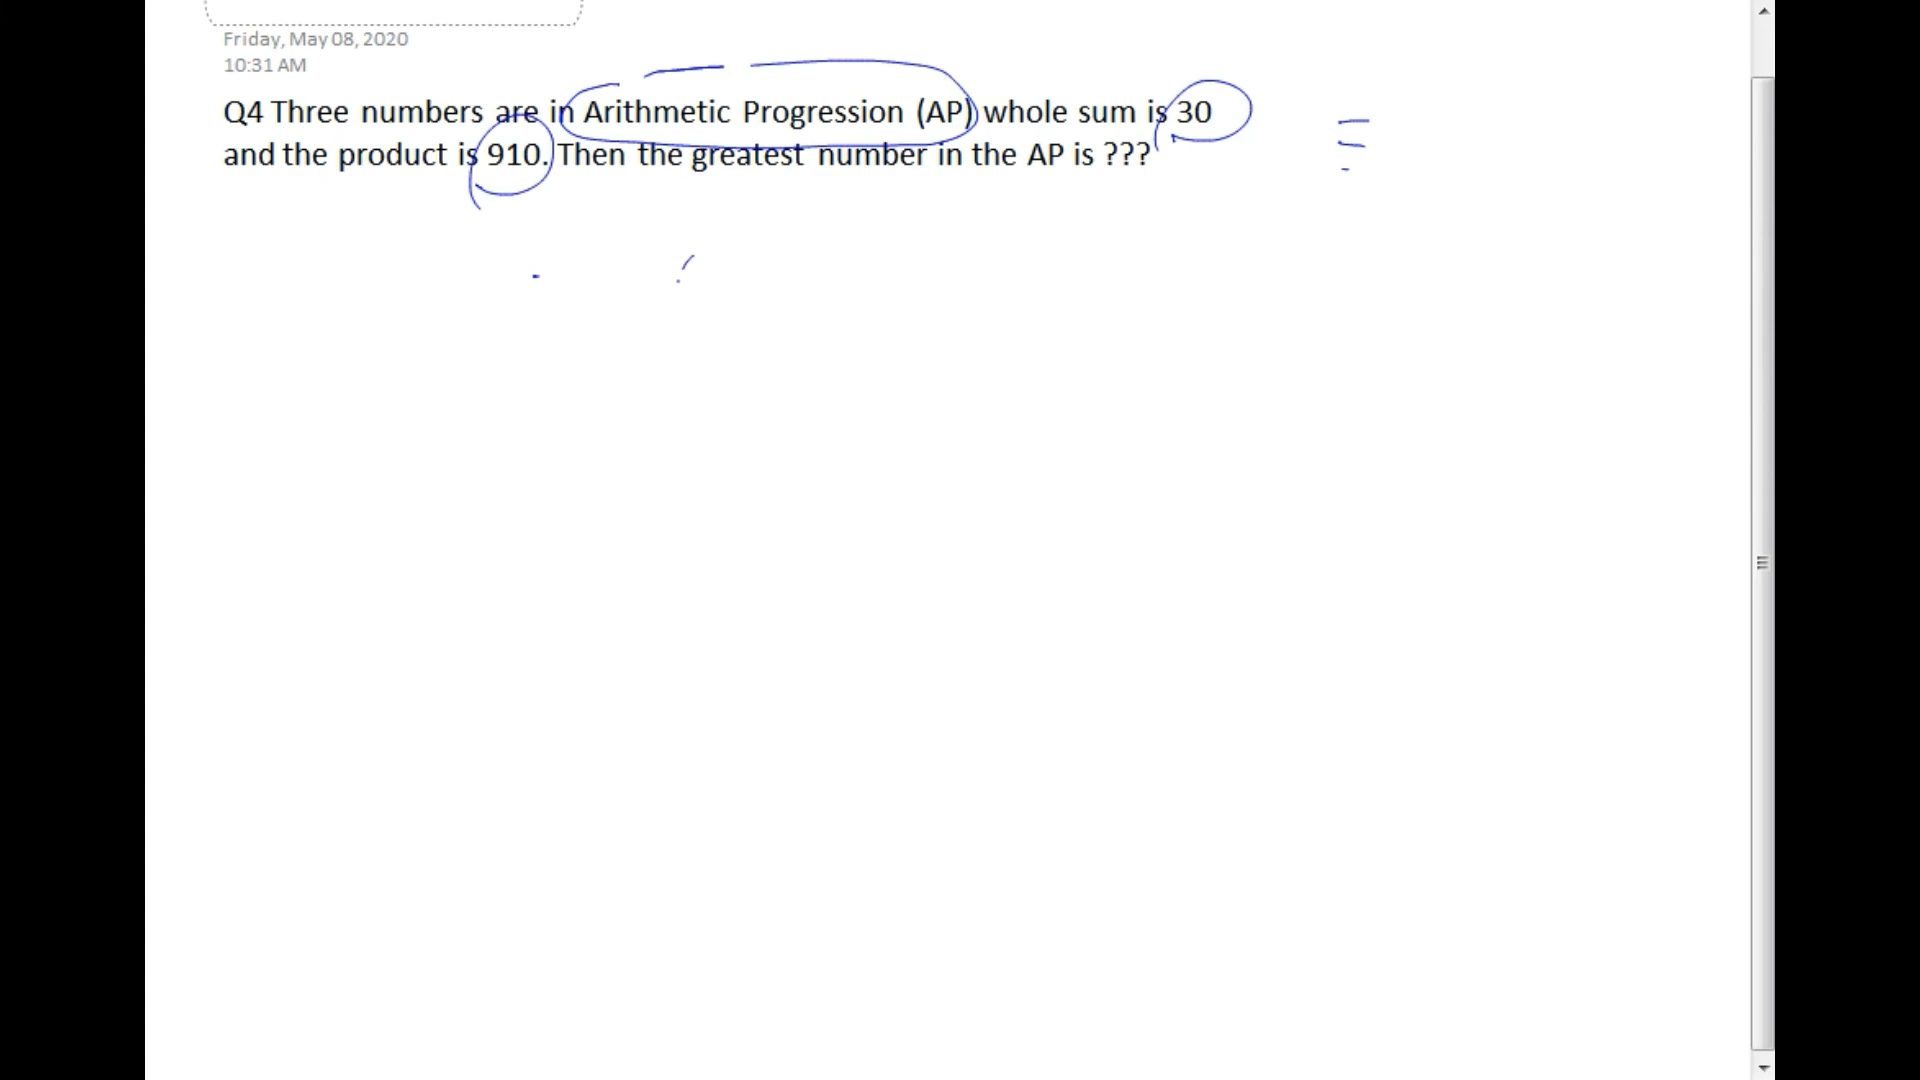 Friday, May 08, 2020
10:31 AM
Q4 Three numbers are in Arithmetic Progression (AP) whole sum is 30
and the product is 910. Then the greatest number in the AP is ???